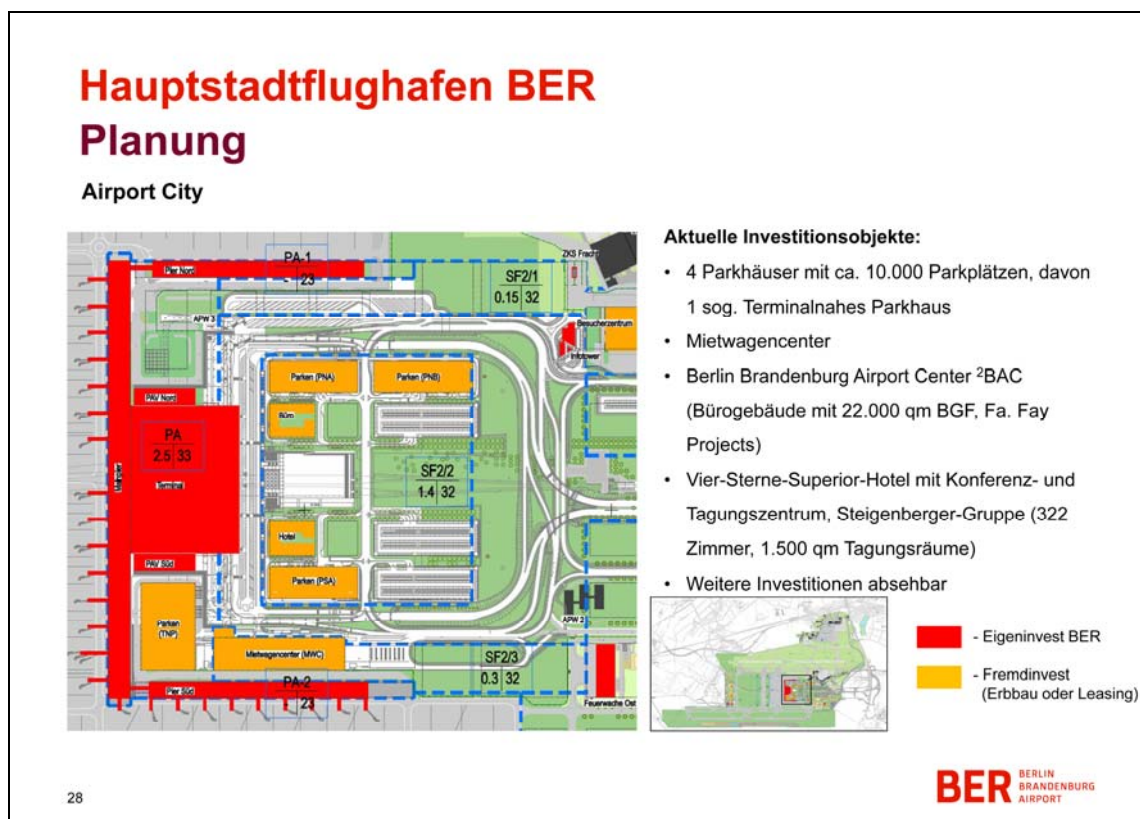 Hauptstadtflughafen BER
Planung
Airport City
PA-1
- 23
Pier Nord
SF2/1
0.15 32
ZKS Fracht
APW 3
Besucherzentrum
Infotower
Parken (PNA)
Parken (PNB)
PAV Nord
Büro
PA
2.5 33
Terminal
Mainpier
SF2/2
1.4 32
Hotel
PAV Süd
Parken (PSA)
Parken
(TNP)
APW 2
Mietwagencenter (MWC)
SF2/3
0.3 32
Pier Süd
PA-2
- 23
Feuerwache Ost
Aktuelle Investitionsobjekte:
• 4 Parkhäuser mit ca. 10.000 Parkplätzen, davon
1 sog. Terminalnahes Parkhaus
• Mietwagencenter
• Berlin Brandenburg Airport Center ²BAC
(Bürogebäude mit 22.000 qm BGF, Fa. Fay
Projects)
• Vier-Sterne-Superior-Hotel mit Konferenz- und
Tagungszentrum, Steigenberger-Gruppe (322
Zimmer, 1.500 qm Tagungsräume)
• Weitere Investitionen absehbar
- Eigeninvest BER
- Fremdinvest
(Erbbau oder Leasing)
28
BER BERLIN
BRANDENBURG
AIRPORT